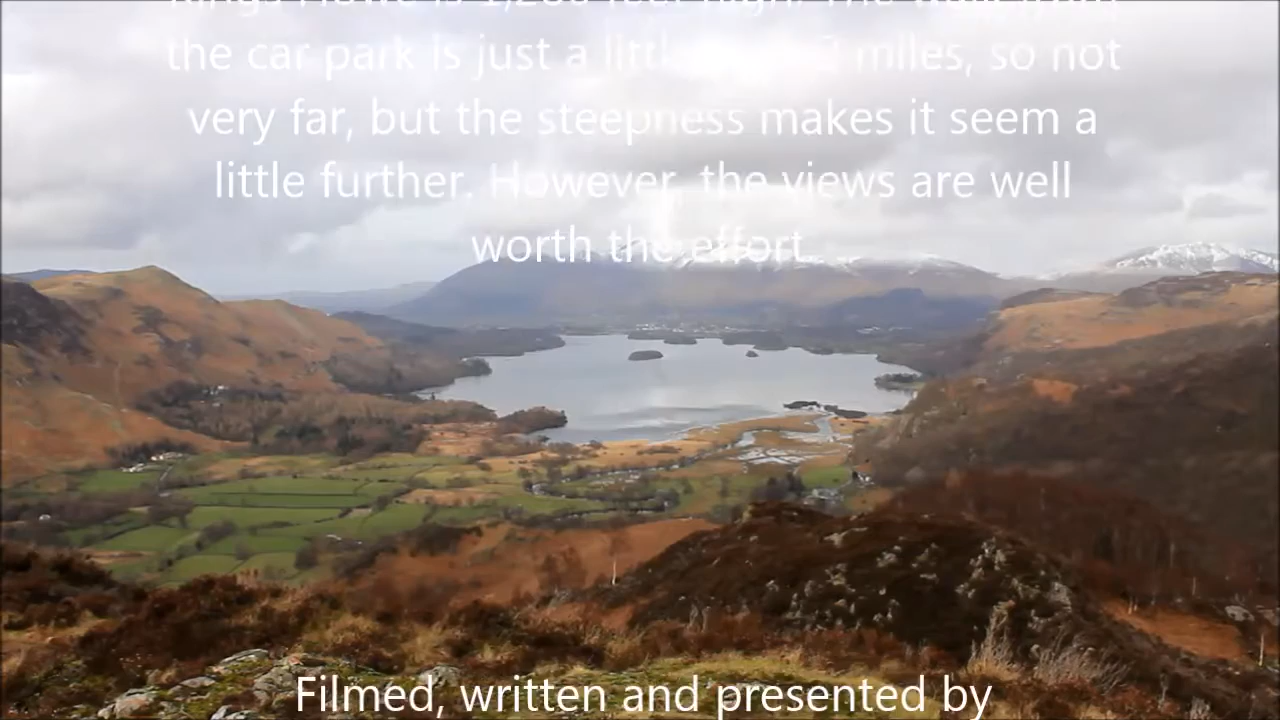 the car park is just a little miles, so not
very far, but the steepness makes it seem a
little further. However, the views are well
worth the effort.
Filmed, written and presented by